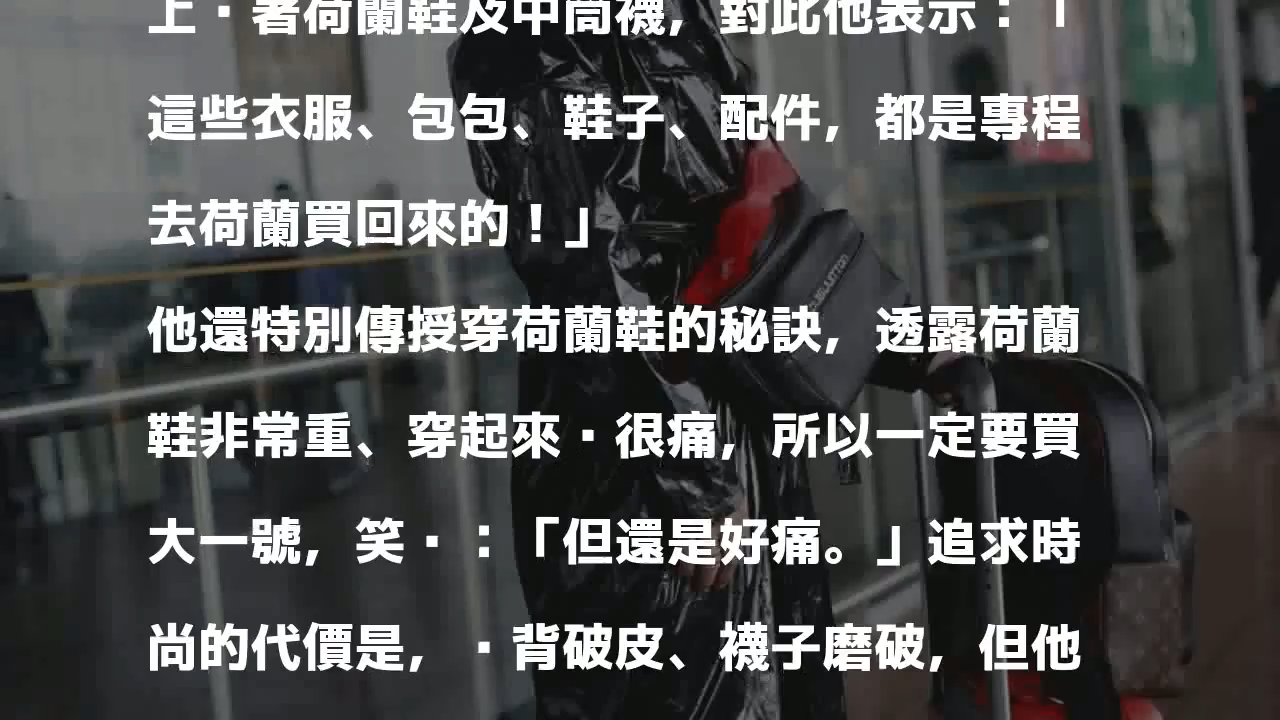 上·著荷蘭鞋及中筒襪，對此他表示：「
這些衣服、包包、鞋子、配件，都是專程
去荷蘭買回來的！」
他還特別傳授穿荷蘭鞋的秘訣，透露荷蘭
鞋非常重、穿起來·很痛，所以一定要買
大一號，笑·：「但還是好痛。」追求時
尚的代價是，·背破皮、襪子磨破，但他